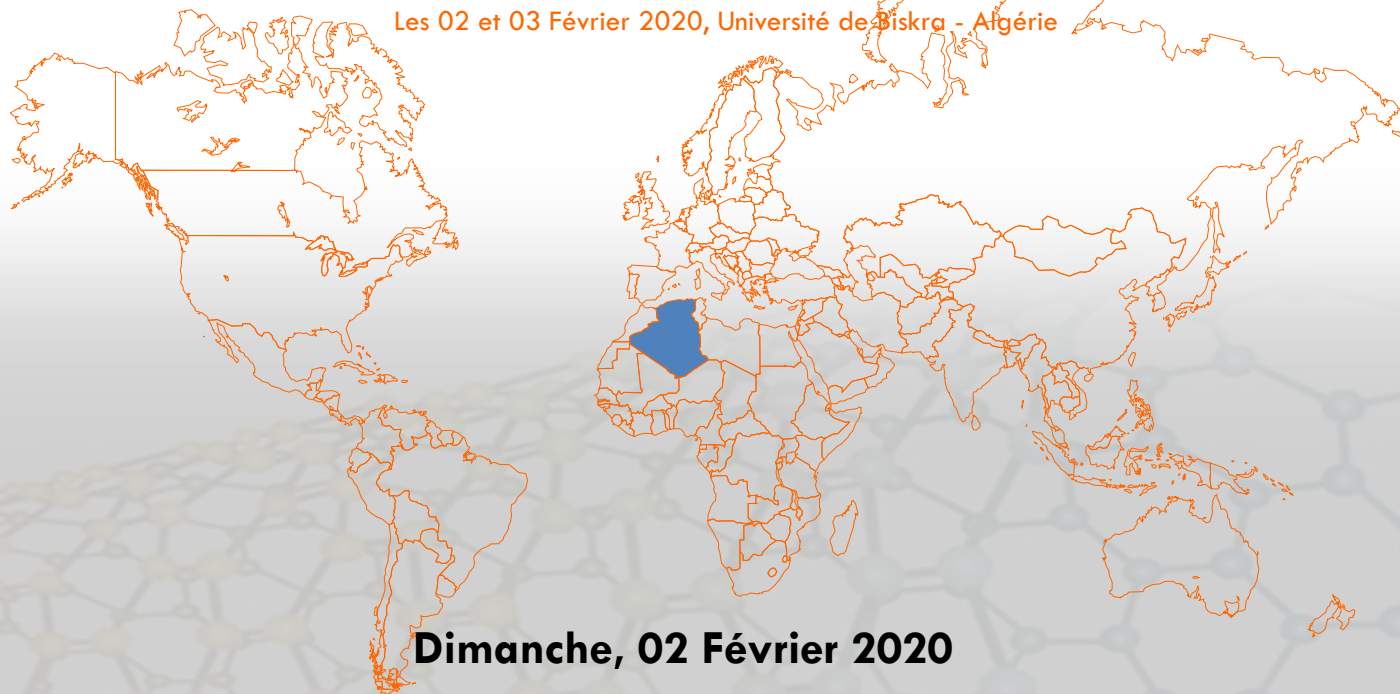 Les 02 et 03 Février 2020, Université de Biskra - Algérie
Dimanche, 02 Février 2020